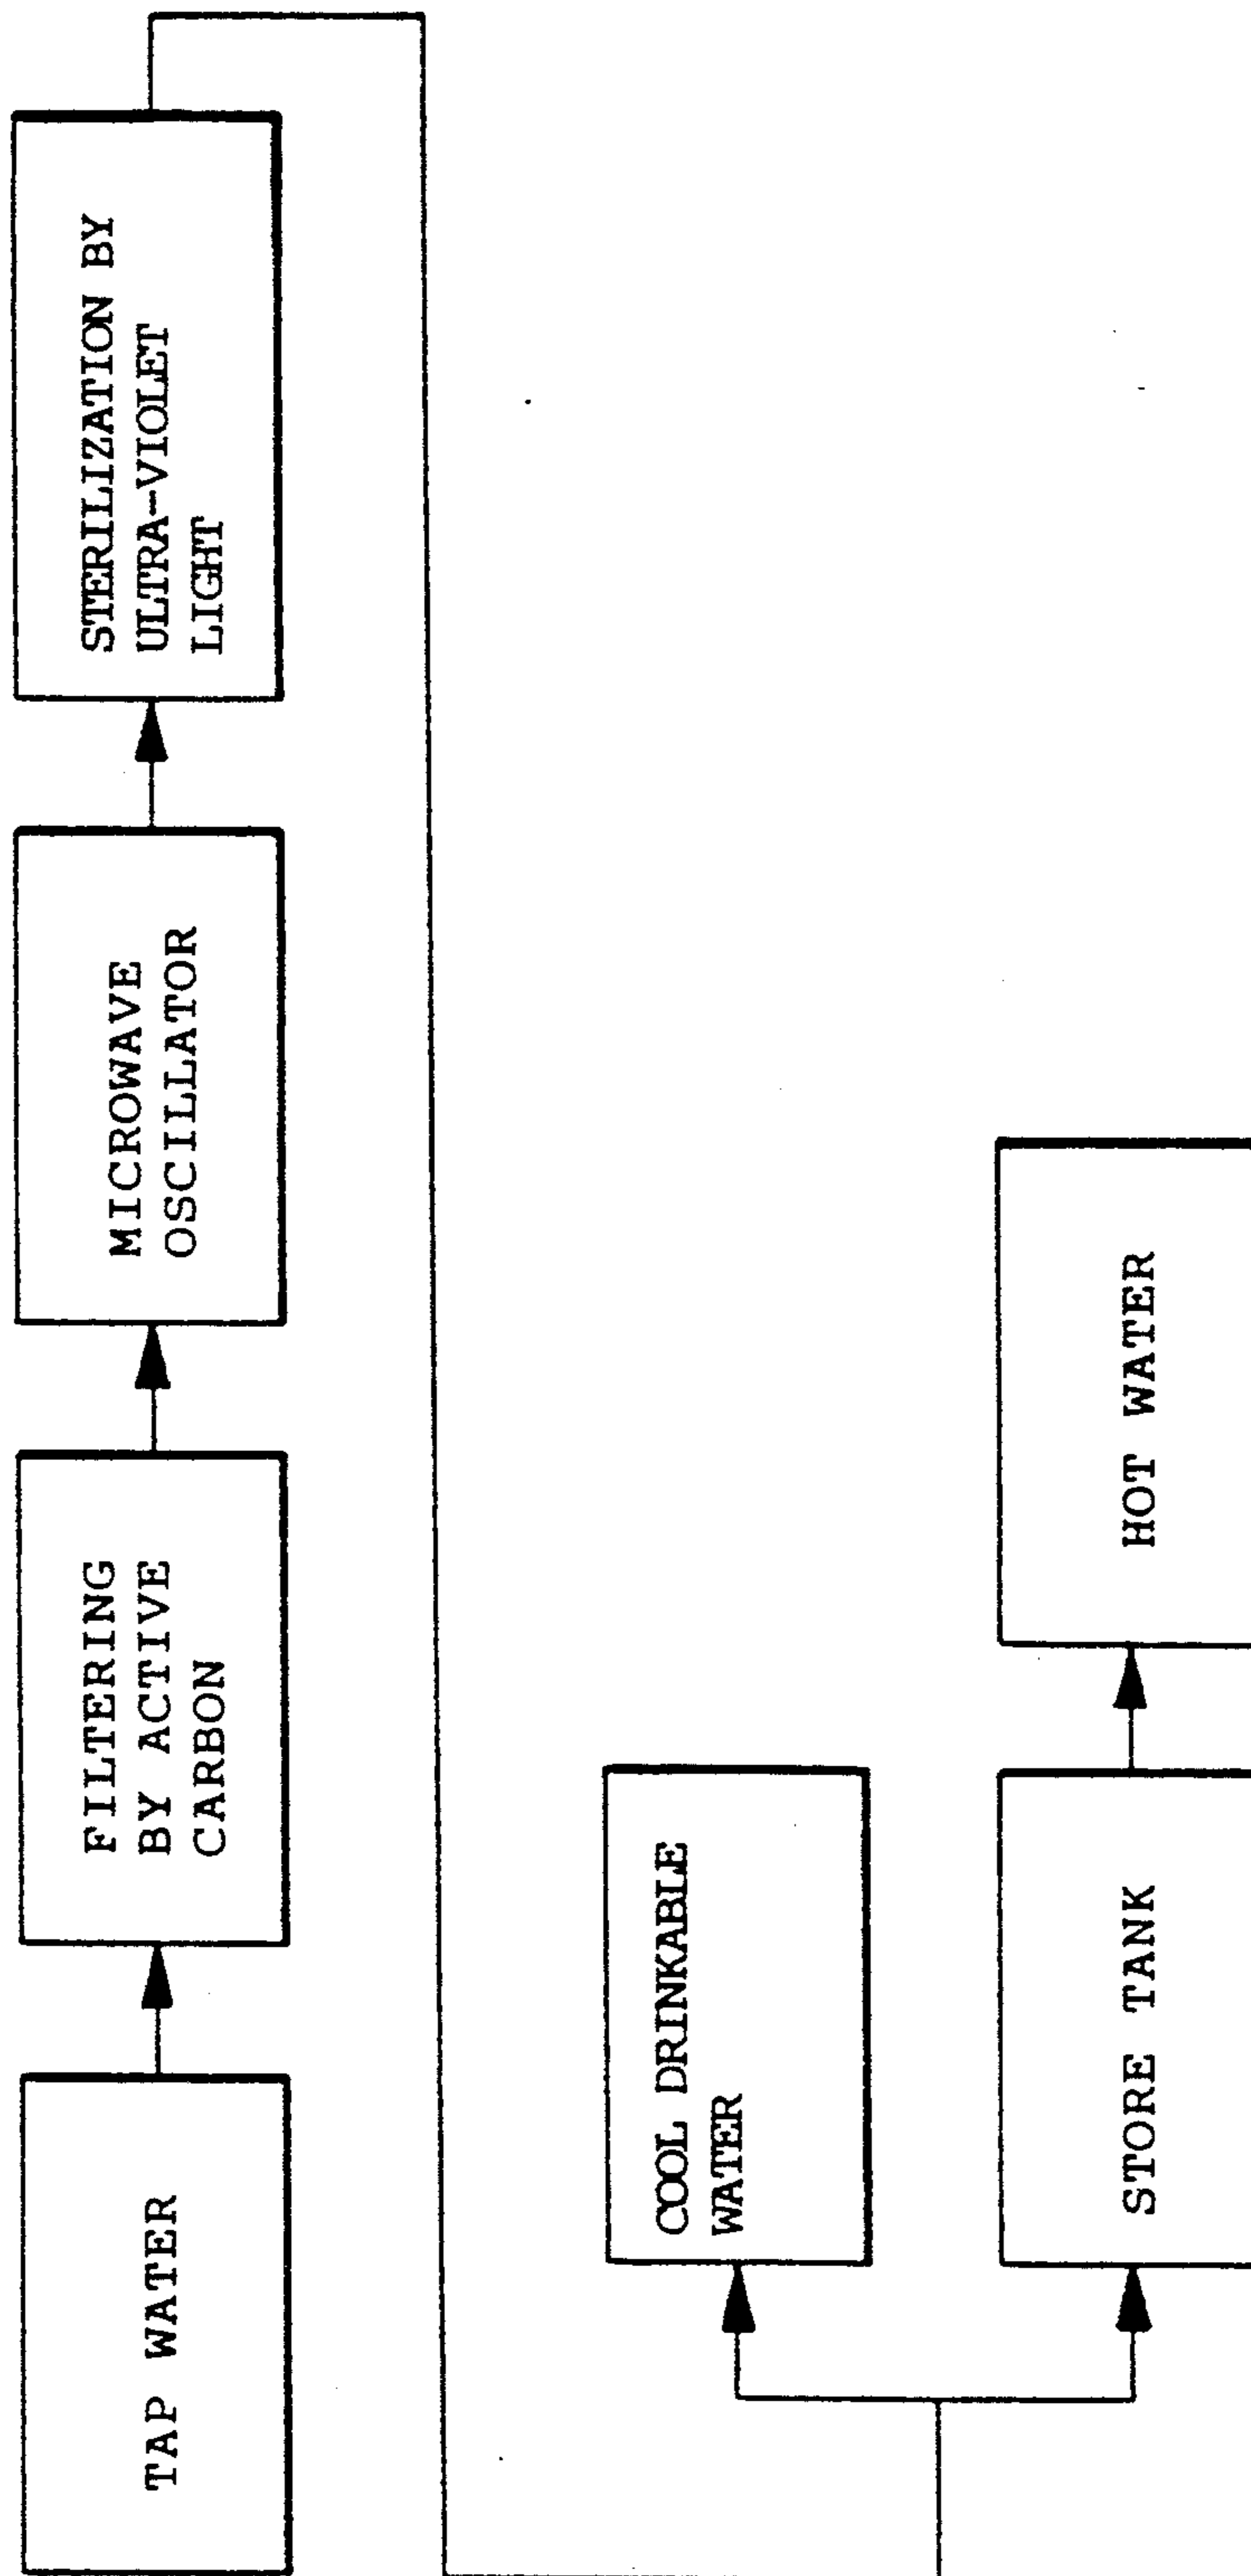 TAP WATER
FILTERING
BY ACTIVE
CARBON
MICROWAVE
OSCILLATOR
STERILIZATION BY
ULTRA-VIOLET
LIGHT
COOL DRINKABLE
WATER
STORE TANK
HOT WATER